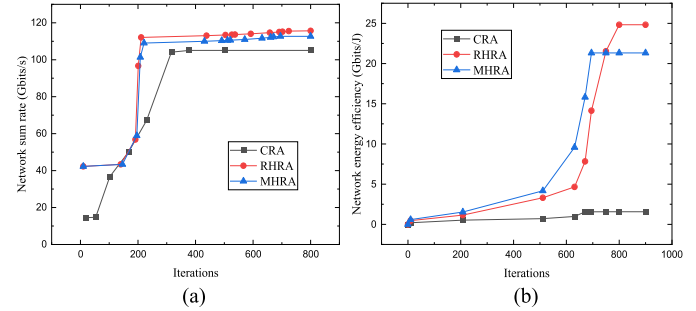 120
100
80
60
40
20
0
Network sum rate (Gbits/s)
CRA
RHRA
MHRA
0 200 400 600 800
Iterations
(a)
25
20
15
10
5
0
Network energy efficiency (Gbits/J)
CRA
RHRA
MHRA
0 200 400 600 800 1000
Iterations
(b)